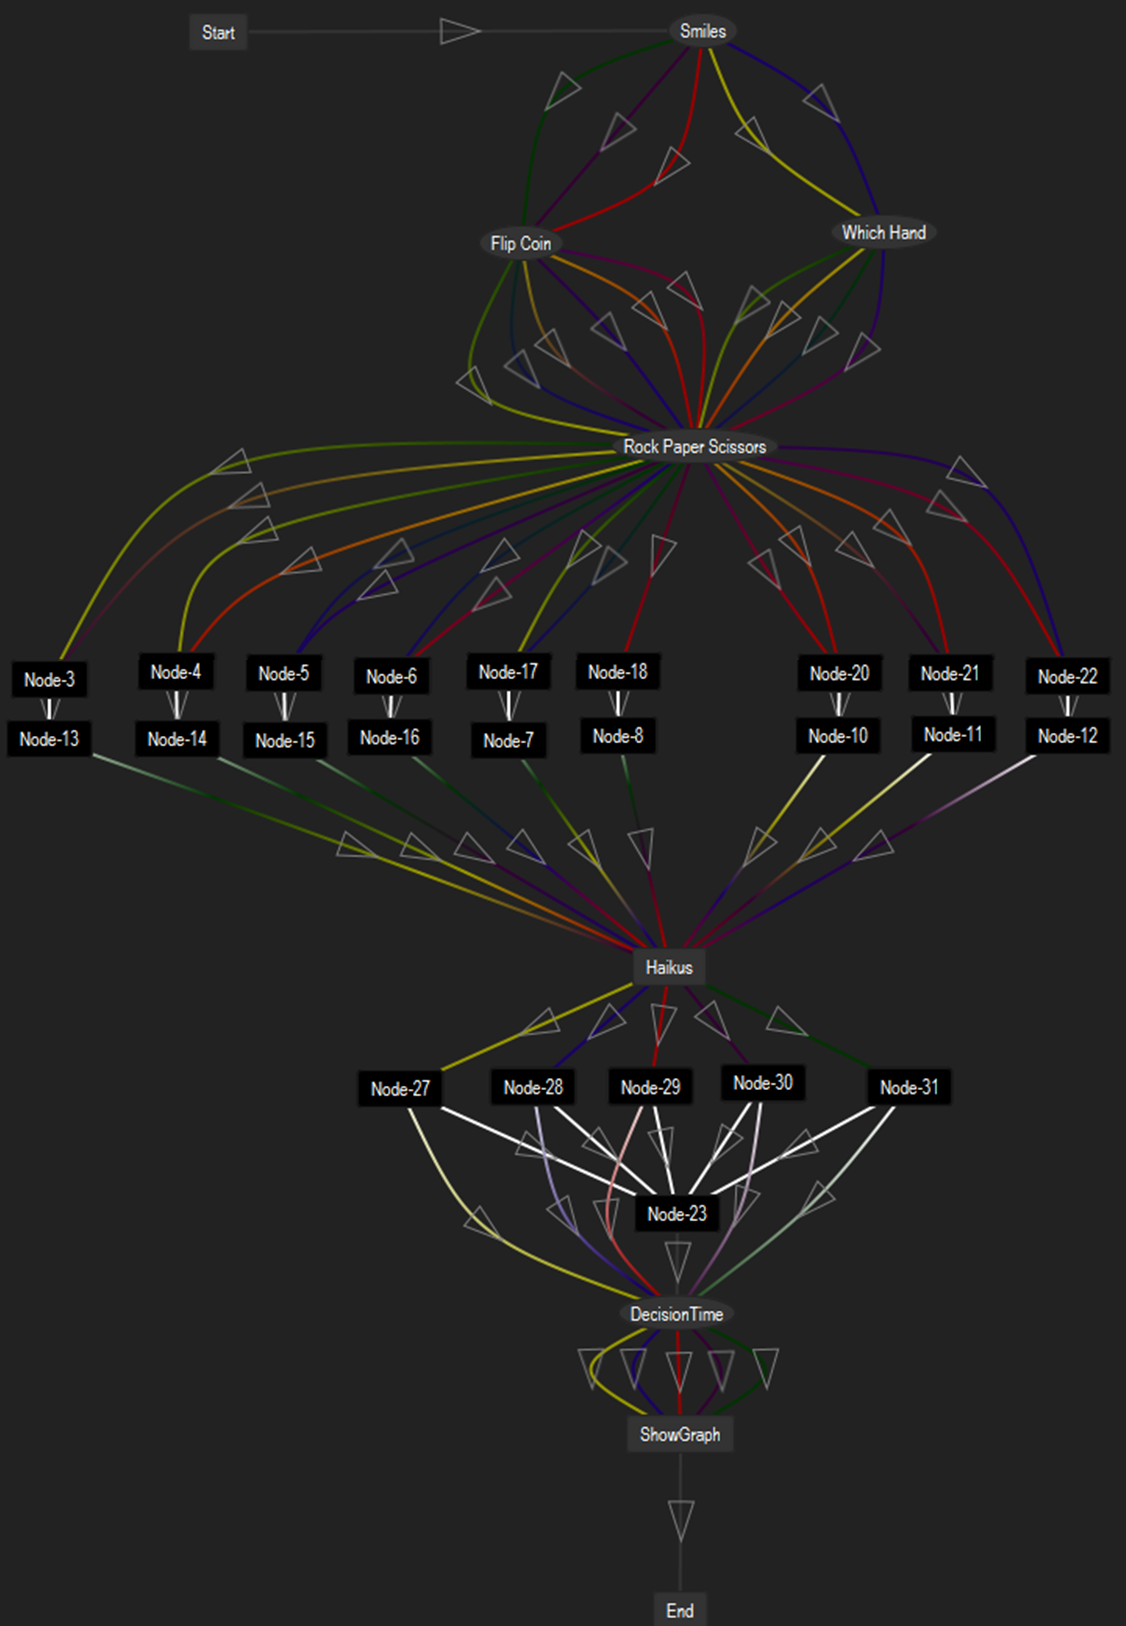 Start
Smiles
Flip Coin
Which Hand
Rock Paper Scissors
Node-3
Node-4
Node-5
Node-6
Node-17
Node-18
Node-20
Node-21
Node-22
Node-13
Node-14
Node-15
Node-16
Node-7
Node-8
Node-10
Node-11
Node-12
Haikus
Node-27
Node-28
Node-29
Node-30
Node-31
Node-23
DecisionTime
ShowGraph
End